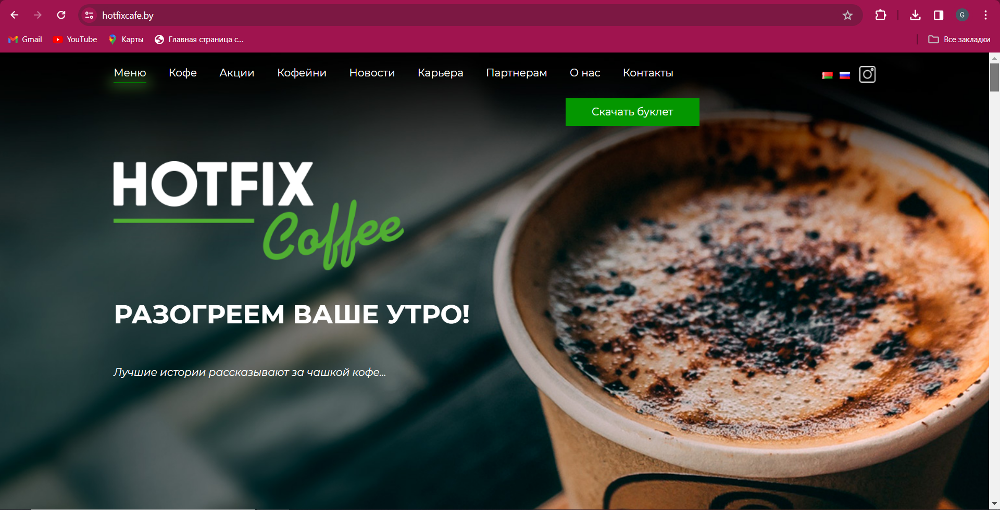 hotfixcafe.by
G
Gmail
YouTube
Карты
Главная страница с...
Все закладки
Меню
Кофе
Акции
Кофейни
Новости
Карьера
Партнерам
О нас
Контакты
Скачать буклет
HOTFIX
Coffee
РАЗОГРЕЕМ ВАШЕ УТРО!
Лучшие истории рассказывают за чашкой кофе...